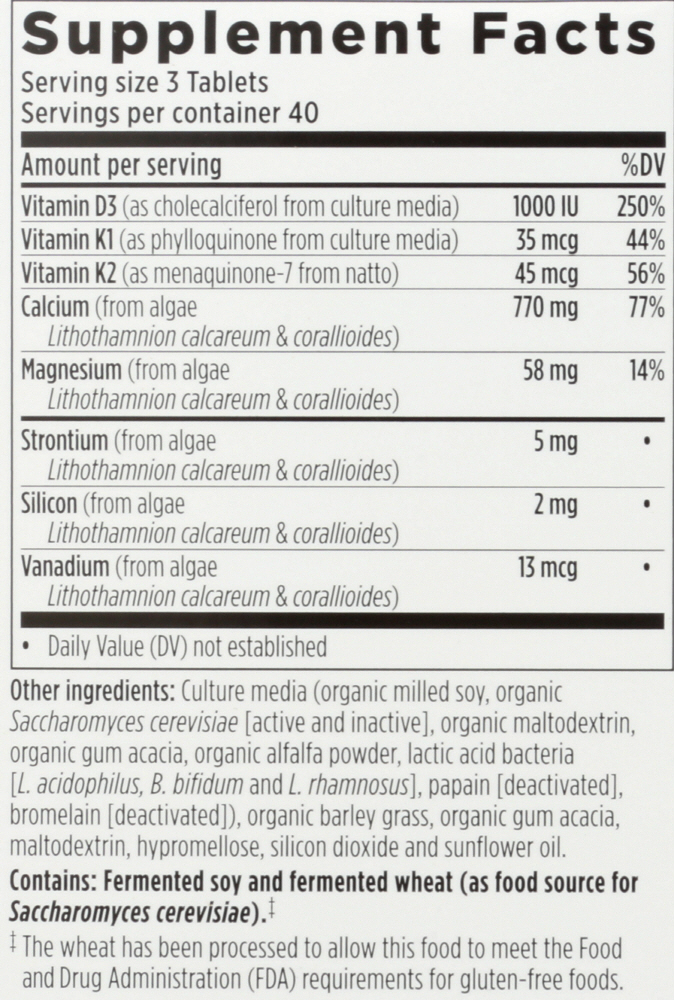 Supplement Facts
Serving size 3 Tablets
Servings per container 40
Amount per serving %DV
Vitamin D3 (as cholecalciferol from culture media) 1000 IU 250%
Vitamin K1 (as phylloquinone from culture media) 35 mcg 44%
Vitamin K2 (as menaquinone-7 from natto) 45 mcg 56%
Calcium (from algae 770 mg 77%
Lithothamnion calcareum & corallioides)
Magnesium (from algae 58 mg 14%
Lithothamnion calcareum & corallioides)
Strontium (from algae 5 mg •
Lithothamnion calcareum & corallioides)
Silicon (from algae 2 mg •
Lithothamnion calcareum & corallioides)
Vanadium (from algae 13 mcg •
Lithothamnion calcareum & corallioides)
• Daily Value (DV) not established
Other ingredients: Culture media (organic milled soy, organic
Saccharomyces cerevisiae [active and inactive], organic maltodextrin,
organic gum acacia, organic alfalfa powder, lactic acid bacteria
[L. acidophilus, B. bifidum and L. rhamnosus], papain [deactivated],
bromelain [deactivated]), organic barley grass, organic gum acacia,
maltodextrin, hypromellose, silicon dioxide and sunflower oil.
Contains: Fermented soy and fermented wheat (as food source for
Saccharomyces cerevisiae).‡
‡ The wheat has been processed to allow this food to meet the Food
and Drug Administration (FDA) requirements for gluten-free foods.